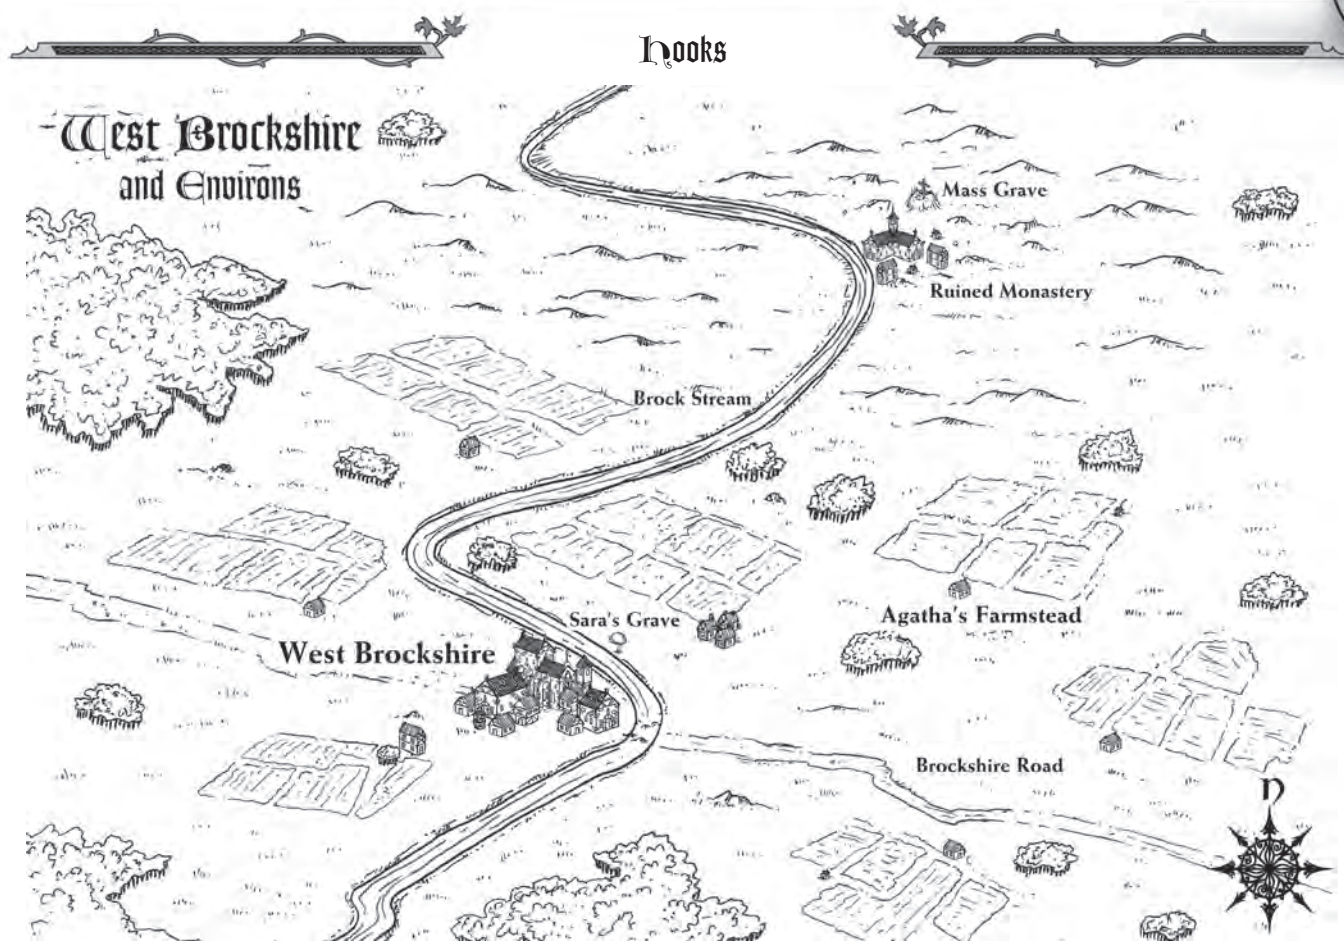 Hooks
West Brockshire
and Environs
Mass Grave
Ruined Monastery
Brock Stream
Sara's Grave
Agatha's Farmstead
West Brockshire
Brockshire Road
N